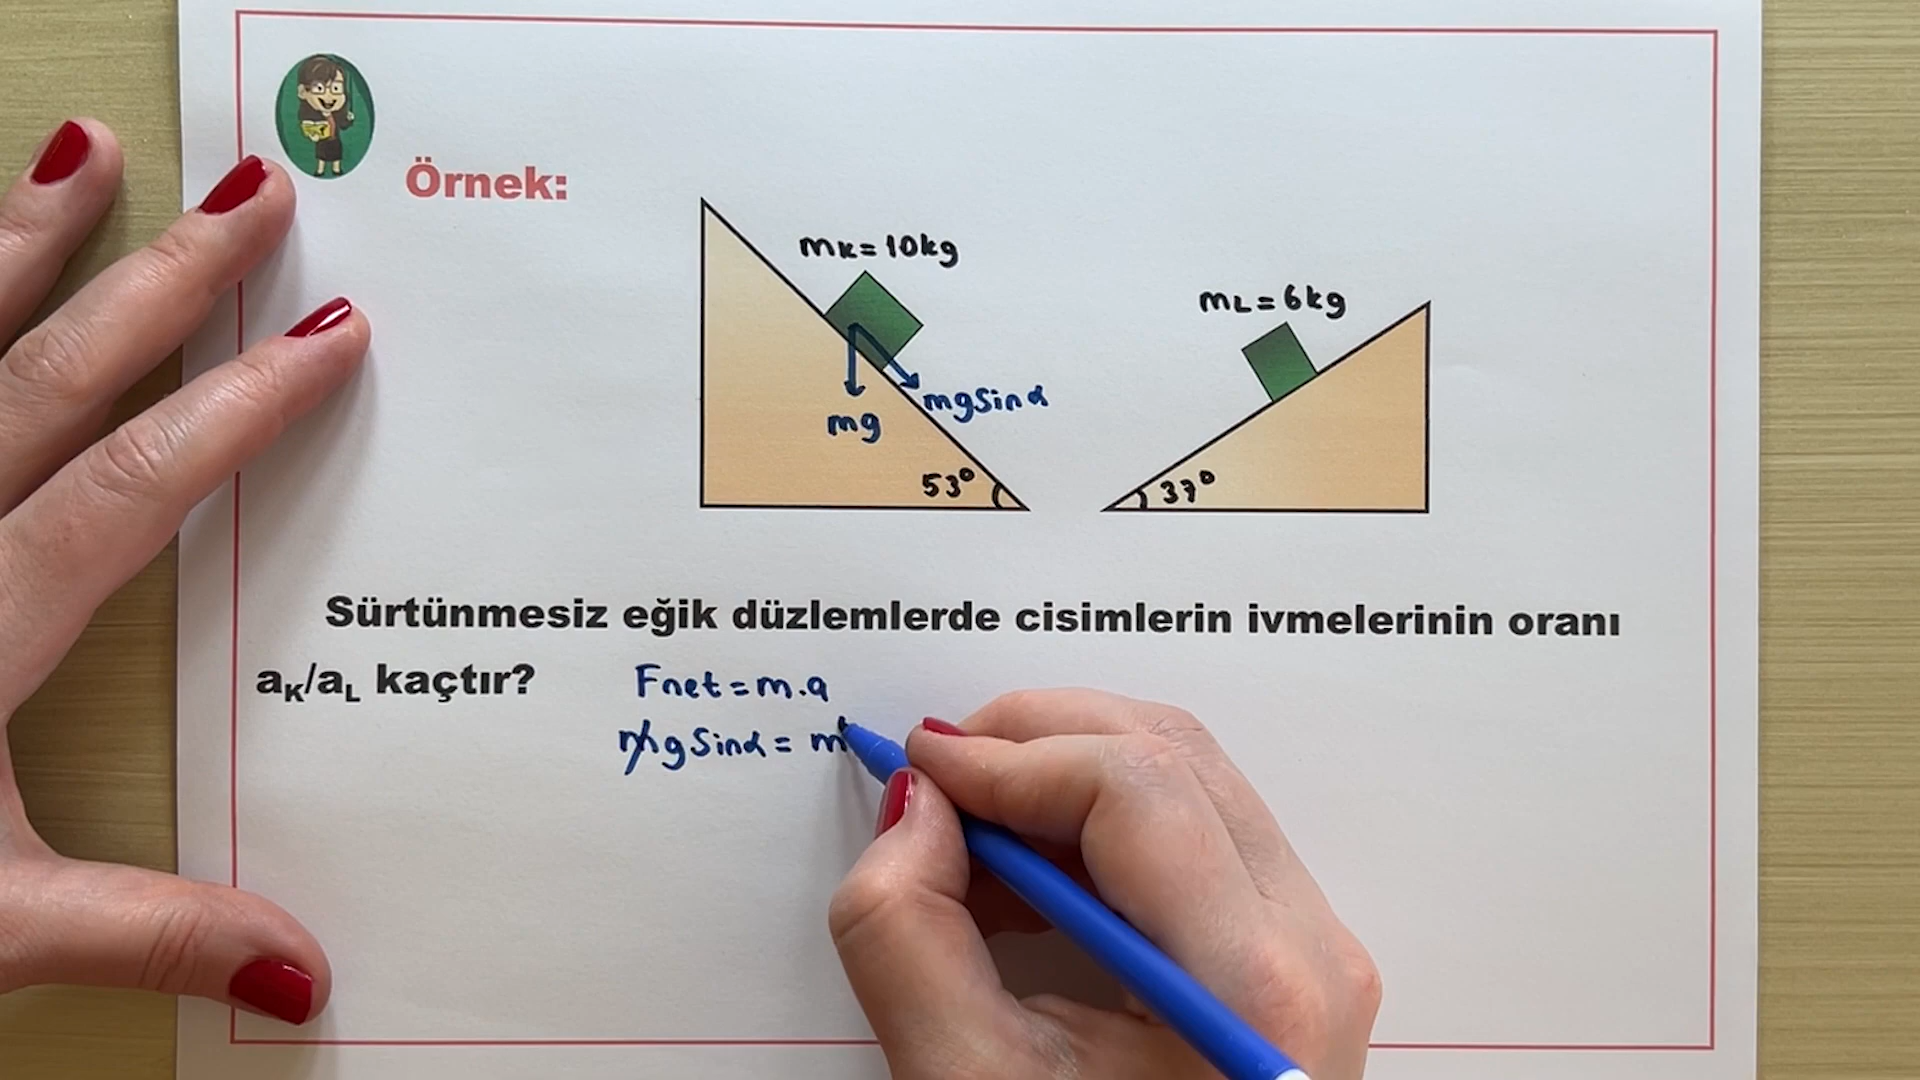 Örnek:
mK=10kg
mL=6kg
mgSinα
mg
53°
37°
Sürtünmesiz eğik düzlemlerde cisimlerin ivmelerinin oranı
aK/aL kaçtır?
Fnet=m.a
mgSinα=m